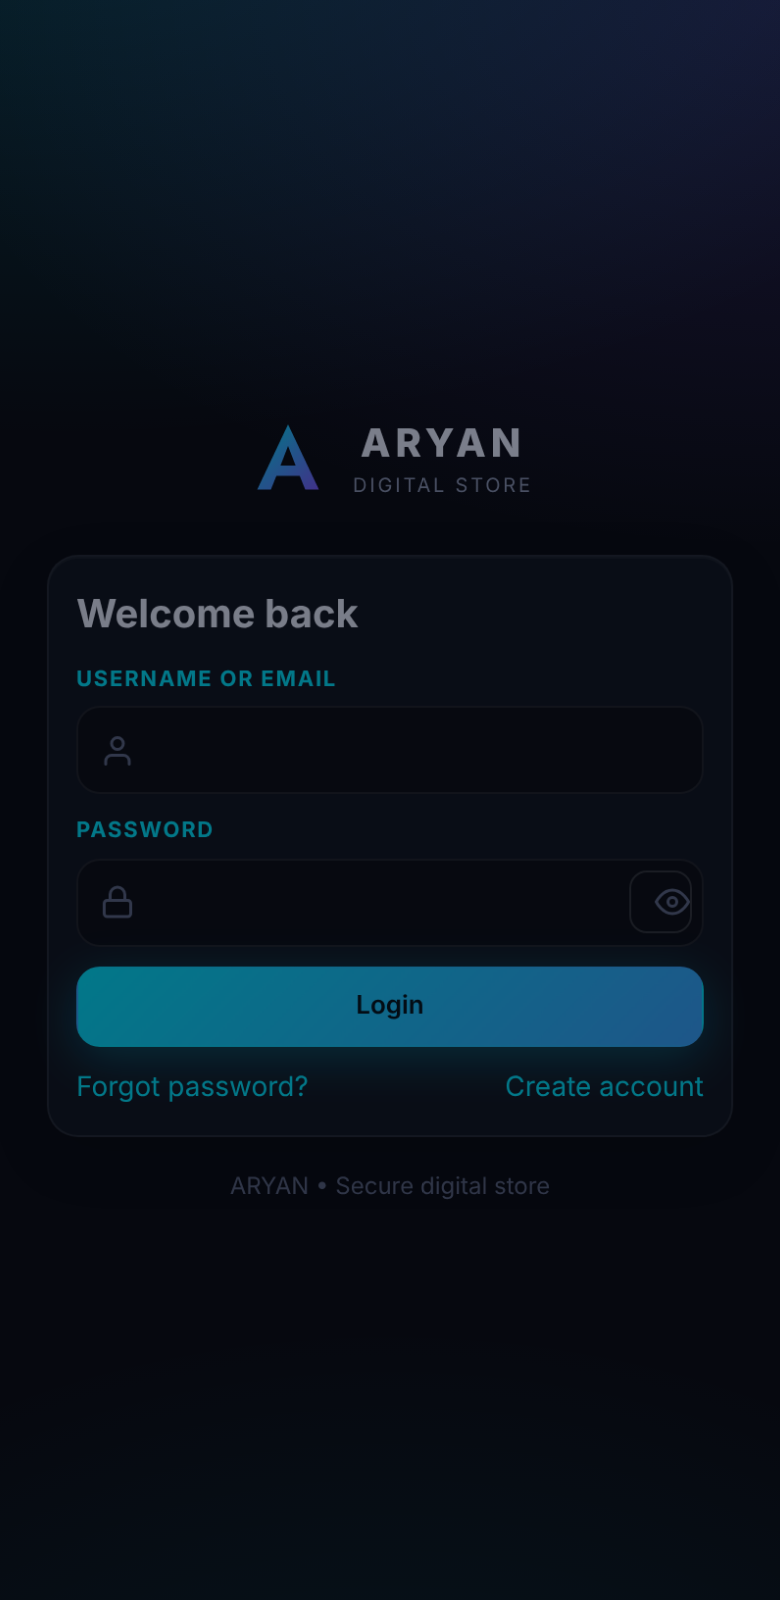 ARYAN
DIGITAL STORE
Welcome back
USERNAME OR EMAIL
PASSWORD
Login
Forgot password? Create account
ARYAN • Secure digital store